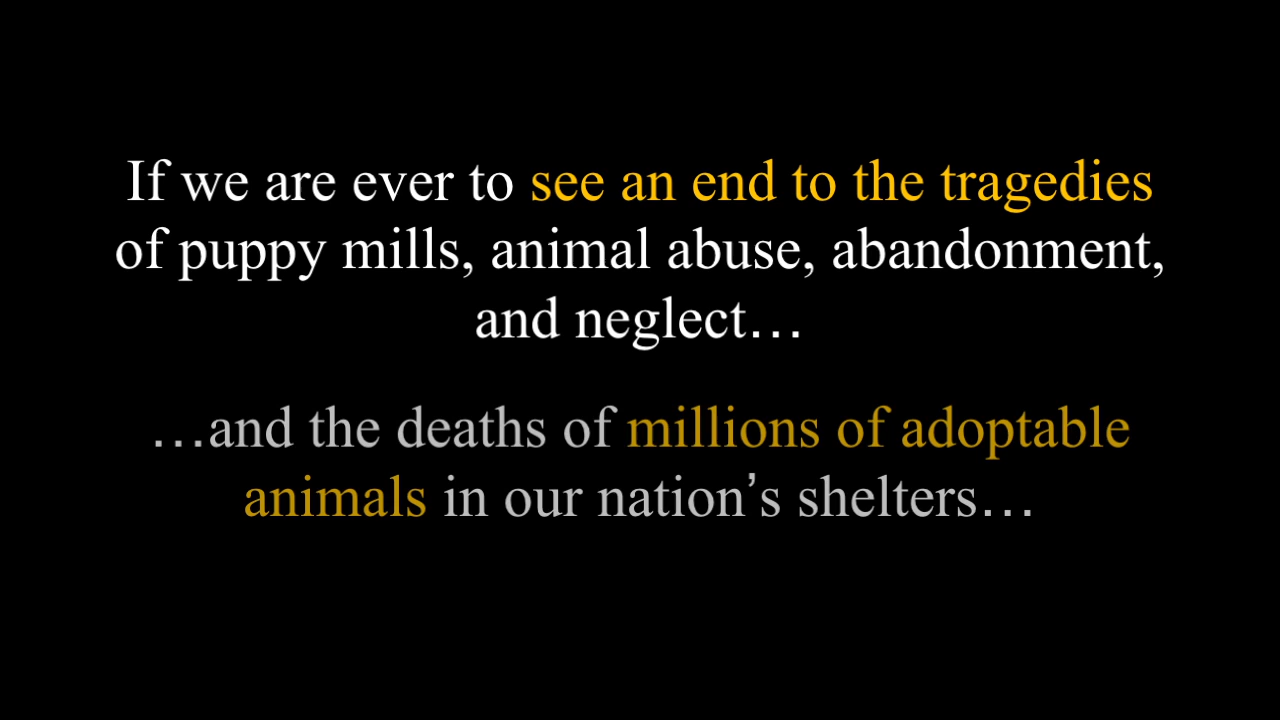 If we are ever to see an end to the tragedies
of puppy mills, animal abuse, abandonment,
and neglect…
…and the deaths of millions of adoptable
animals in our nation’s shelters…